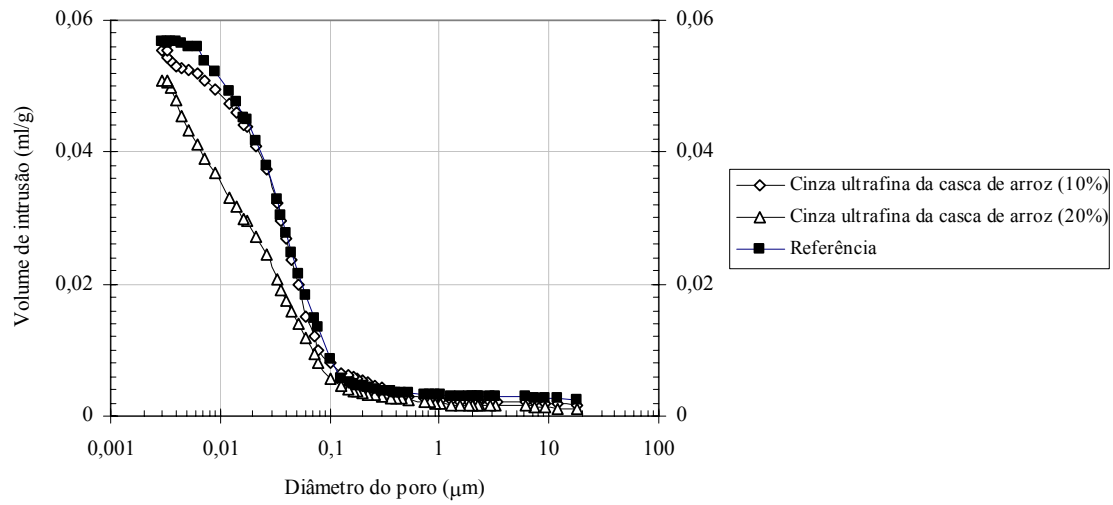 0,06
0,04
0,02
0
0,06
0,04
0,02
0
0,001
0,01
0,1
1
10
100
Diâmetro do poro (μm)
Volume de intrusão (ml/g)
Cinza ultrafina da casca de arroz (10%)
Cinza ultrafina da casca de arroz (20%)
Referência